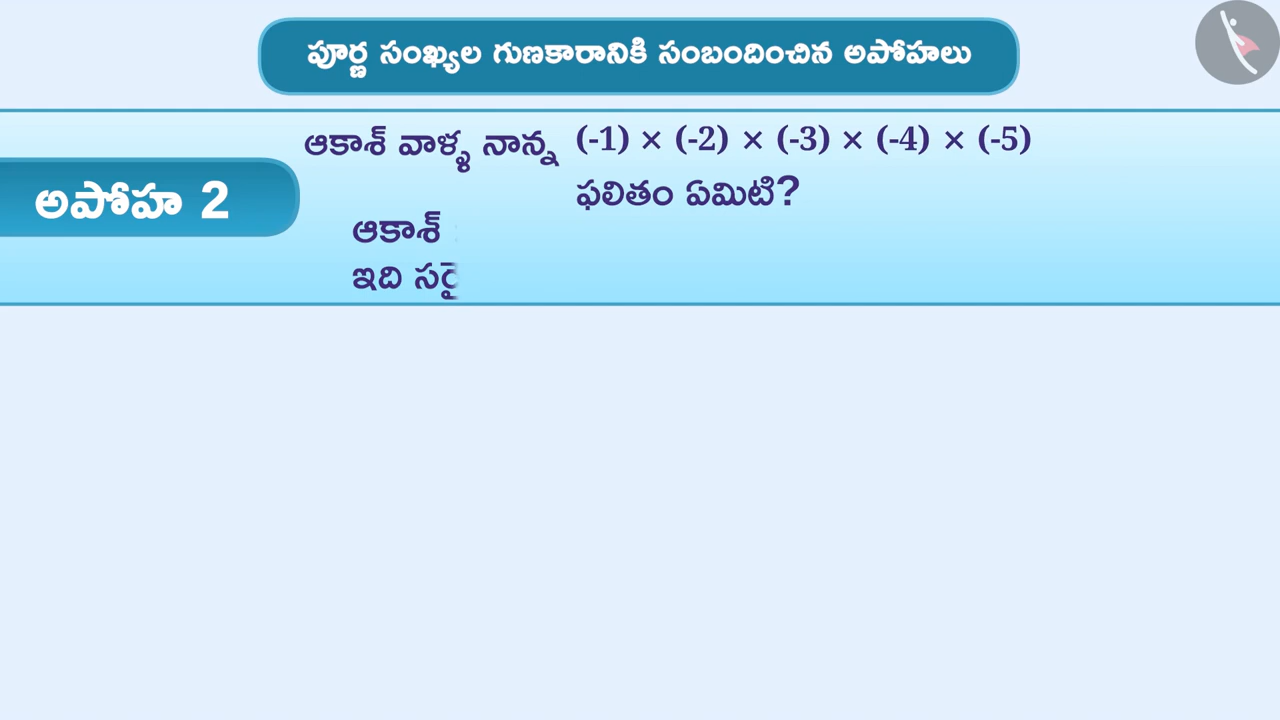 పూర్ణ సంఖ్యల గుణకారానికి సంబందించిన అపోహలు
ఆకాశ్ వాళ్ళ నాన్న (-1) × (-2) × (-3) × (-4) × (-5)
అపోహ 2
ఫలితం ఏమిటి?
ఆకాశ్
ఇది